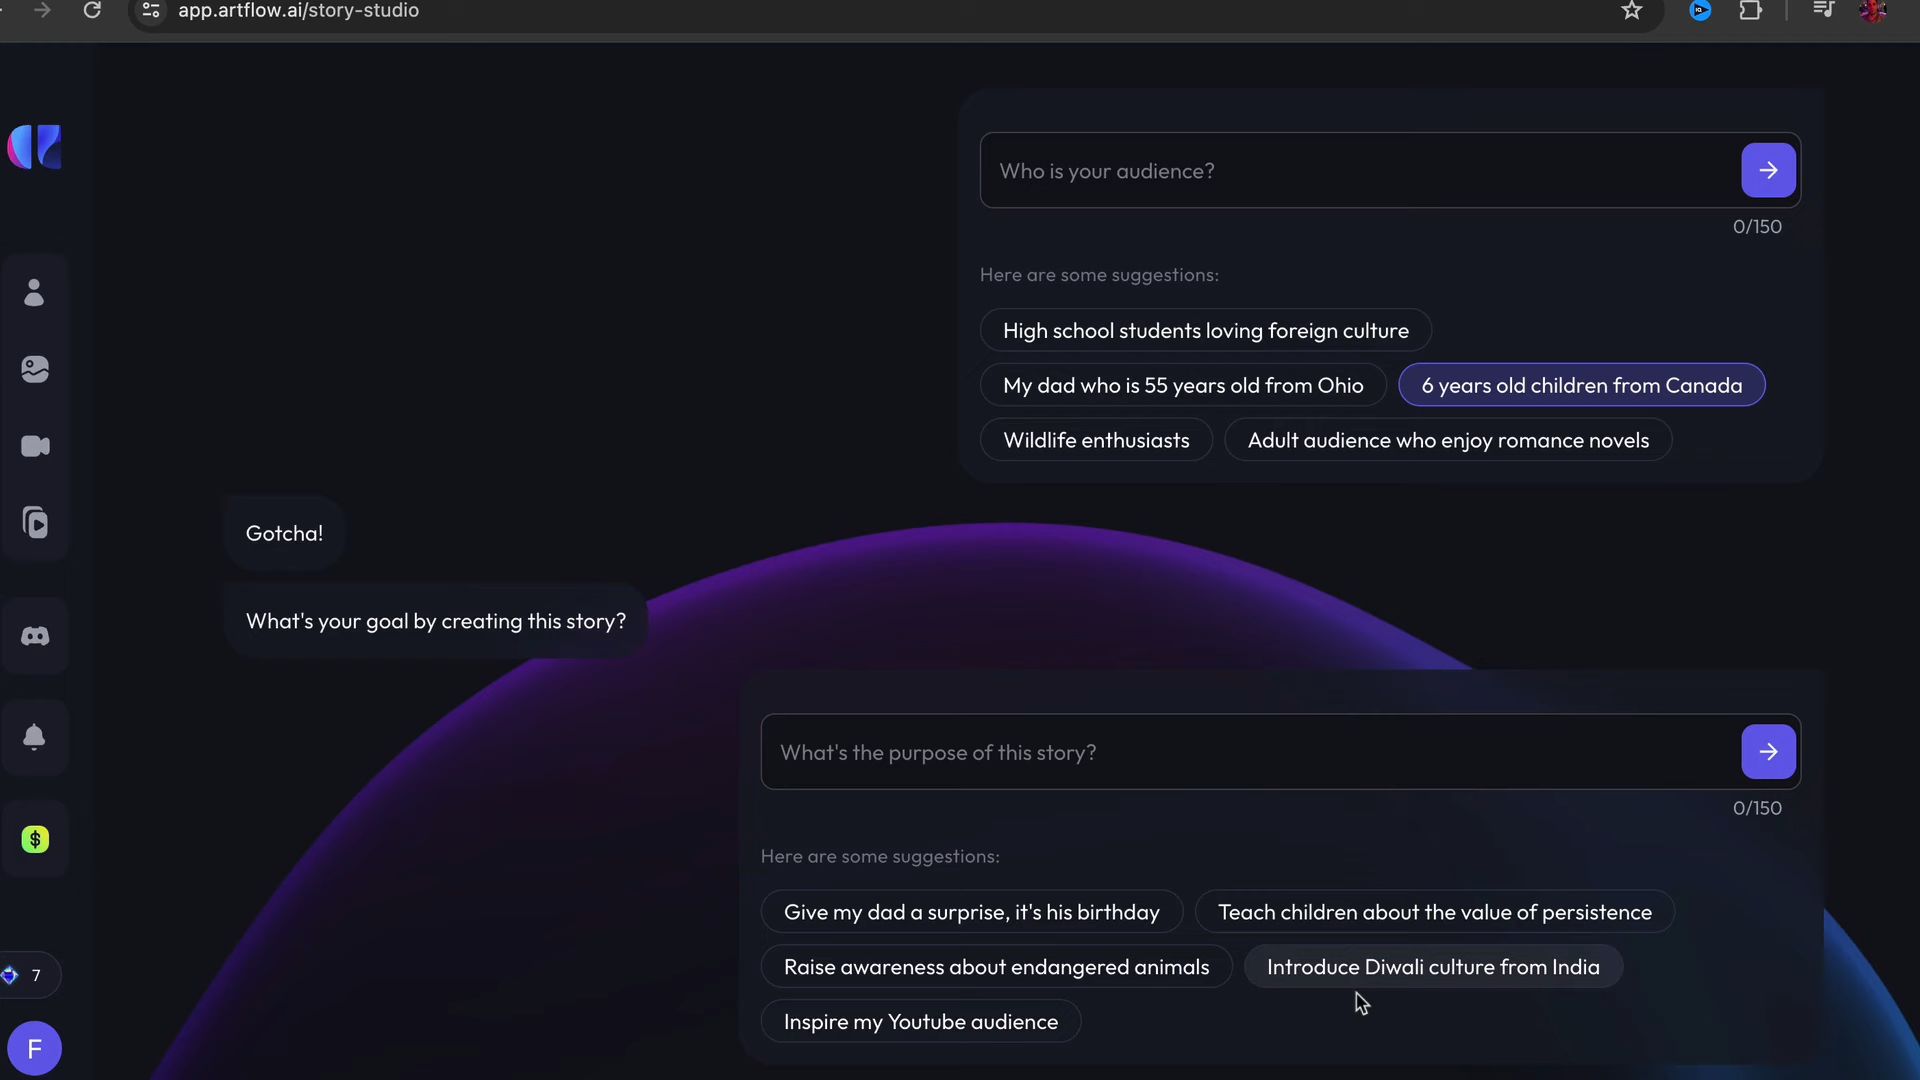 app.artflow.ai/story-studio
Who is your audience?
0/150
Here are some suggestions:
High school students loving foreign culture
My dad who is 55 years old from Ohio
6 years old children from Canada
Wildlife enthusiasts
Adult audience who enjoy romance novels
Gotcha!
What's your goal by creating this story?
What's the purpose of this story?
0/150
Here are some suggestions:
Give my dad a surprise, it's his birthday
Teach children about the value of persistence
Raise awareness about endangered animals
Introduce Diwali culture from India
Inspire my Youtube audience
$
7
F